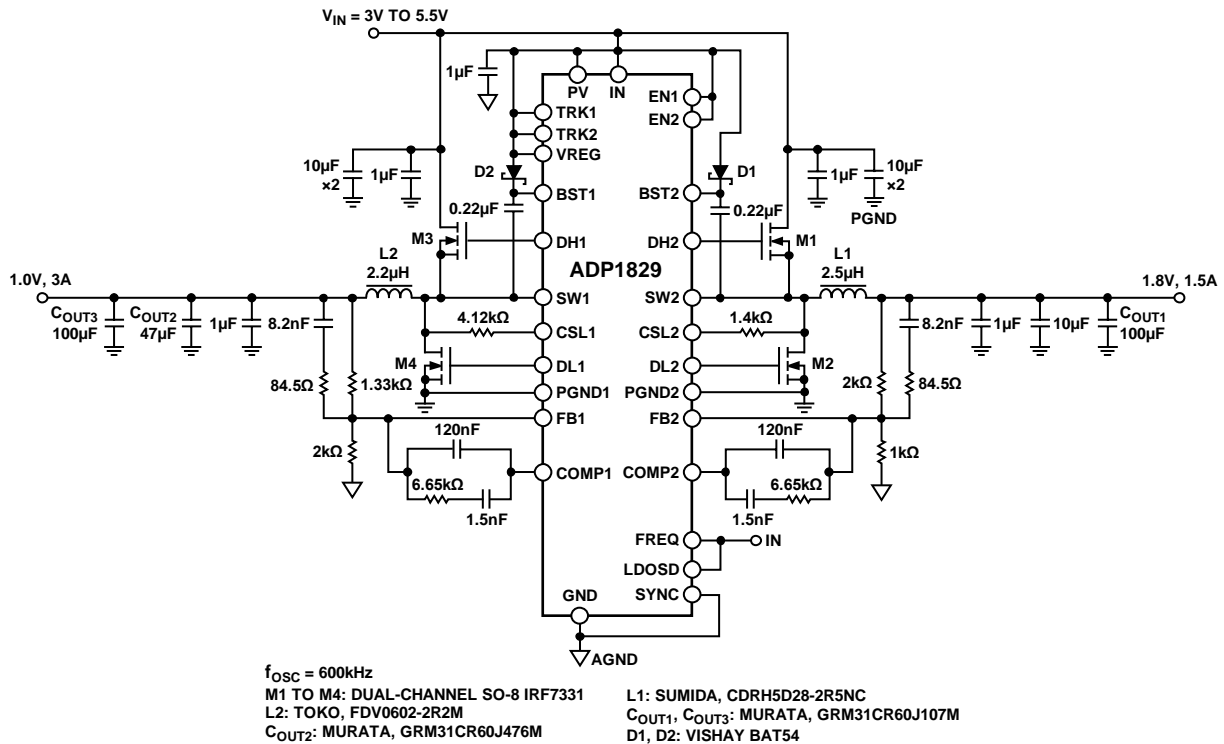 V_IN = 3V TO 5.5V
1µF
PV
IN
EN1
EN2
TRK1
TRK2
VREG
D2
D1
10µF
×2
1µF
1µF
10µF
×2
PGND
BST1
BST2
0.22µF
0.22µF
M3
DH1
DH2
M1
ADP1829
1.0V, 3A
L2
2.2µH
SW1
SW2
L1
2.5µH
1.8V, 1.5A
C_OUT3
100µF
C_OUT2
47µF
1µF
8.2nF
4.12kΩ
CSL1
CSL2
1.4kΩ
8.2nF
1µF
10µF
C_OUT1
100µF
M4
DL1
DL2
M2
84.5Ω
1.33kΩ
PGND1
PGND2
2kΩ
84.5Ω
FB1
FB2
2kΩ
120nF
120nF
1kΩ
COMP1
COMP2
6.65kΩ
6.65kΩ
1.5nF
1.5nF
FREQ
IN
LDOSD
SYNC
GND
AGND
f_OSC = 600kHz
M1 TO M4: DUAL-CHANNEL SO-8 IRF7331
L2: TOKO, FDV0602-2R2M
C_OUT2: MURATA, GRM31CR60J476M
L1: SUMIDA, CDRH5D28-2R5NC
C_OUT1, C_OUT3: MURATA, GRM31CR60J107M
D1, D2: VISHAY BAT54